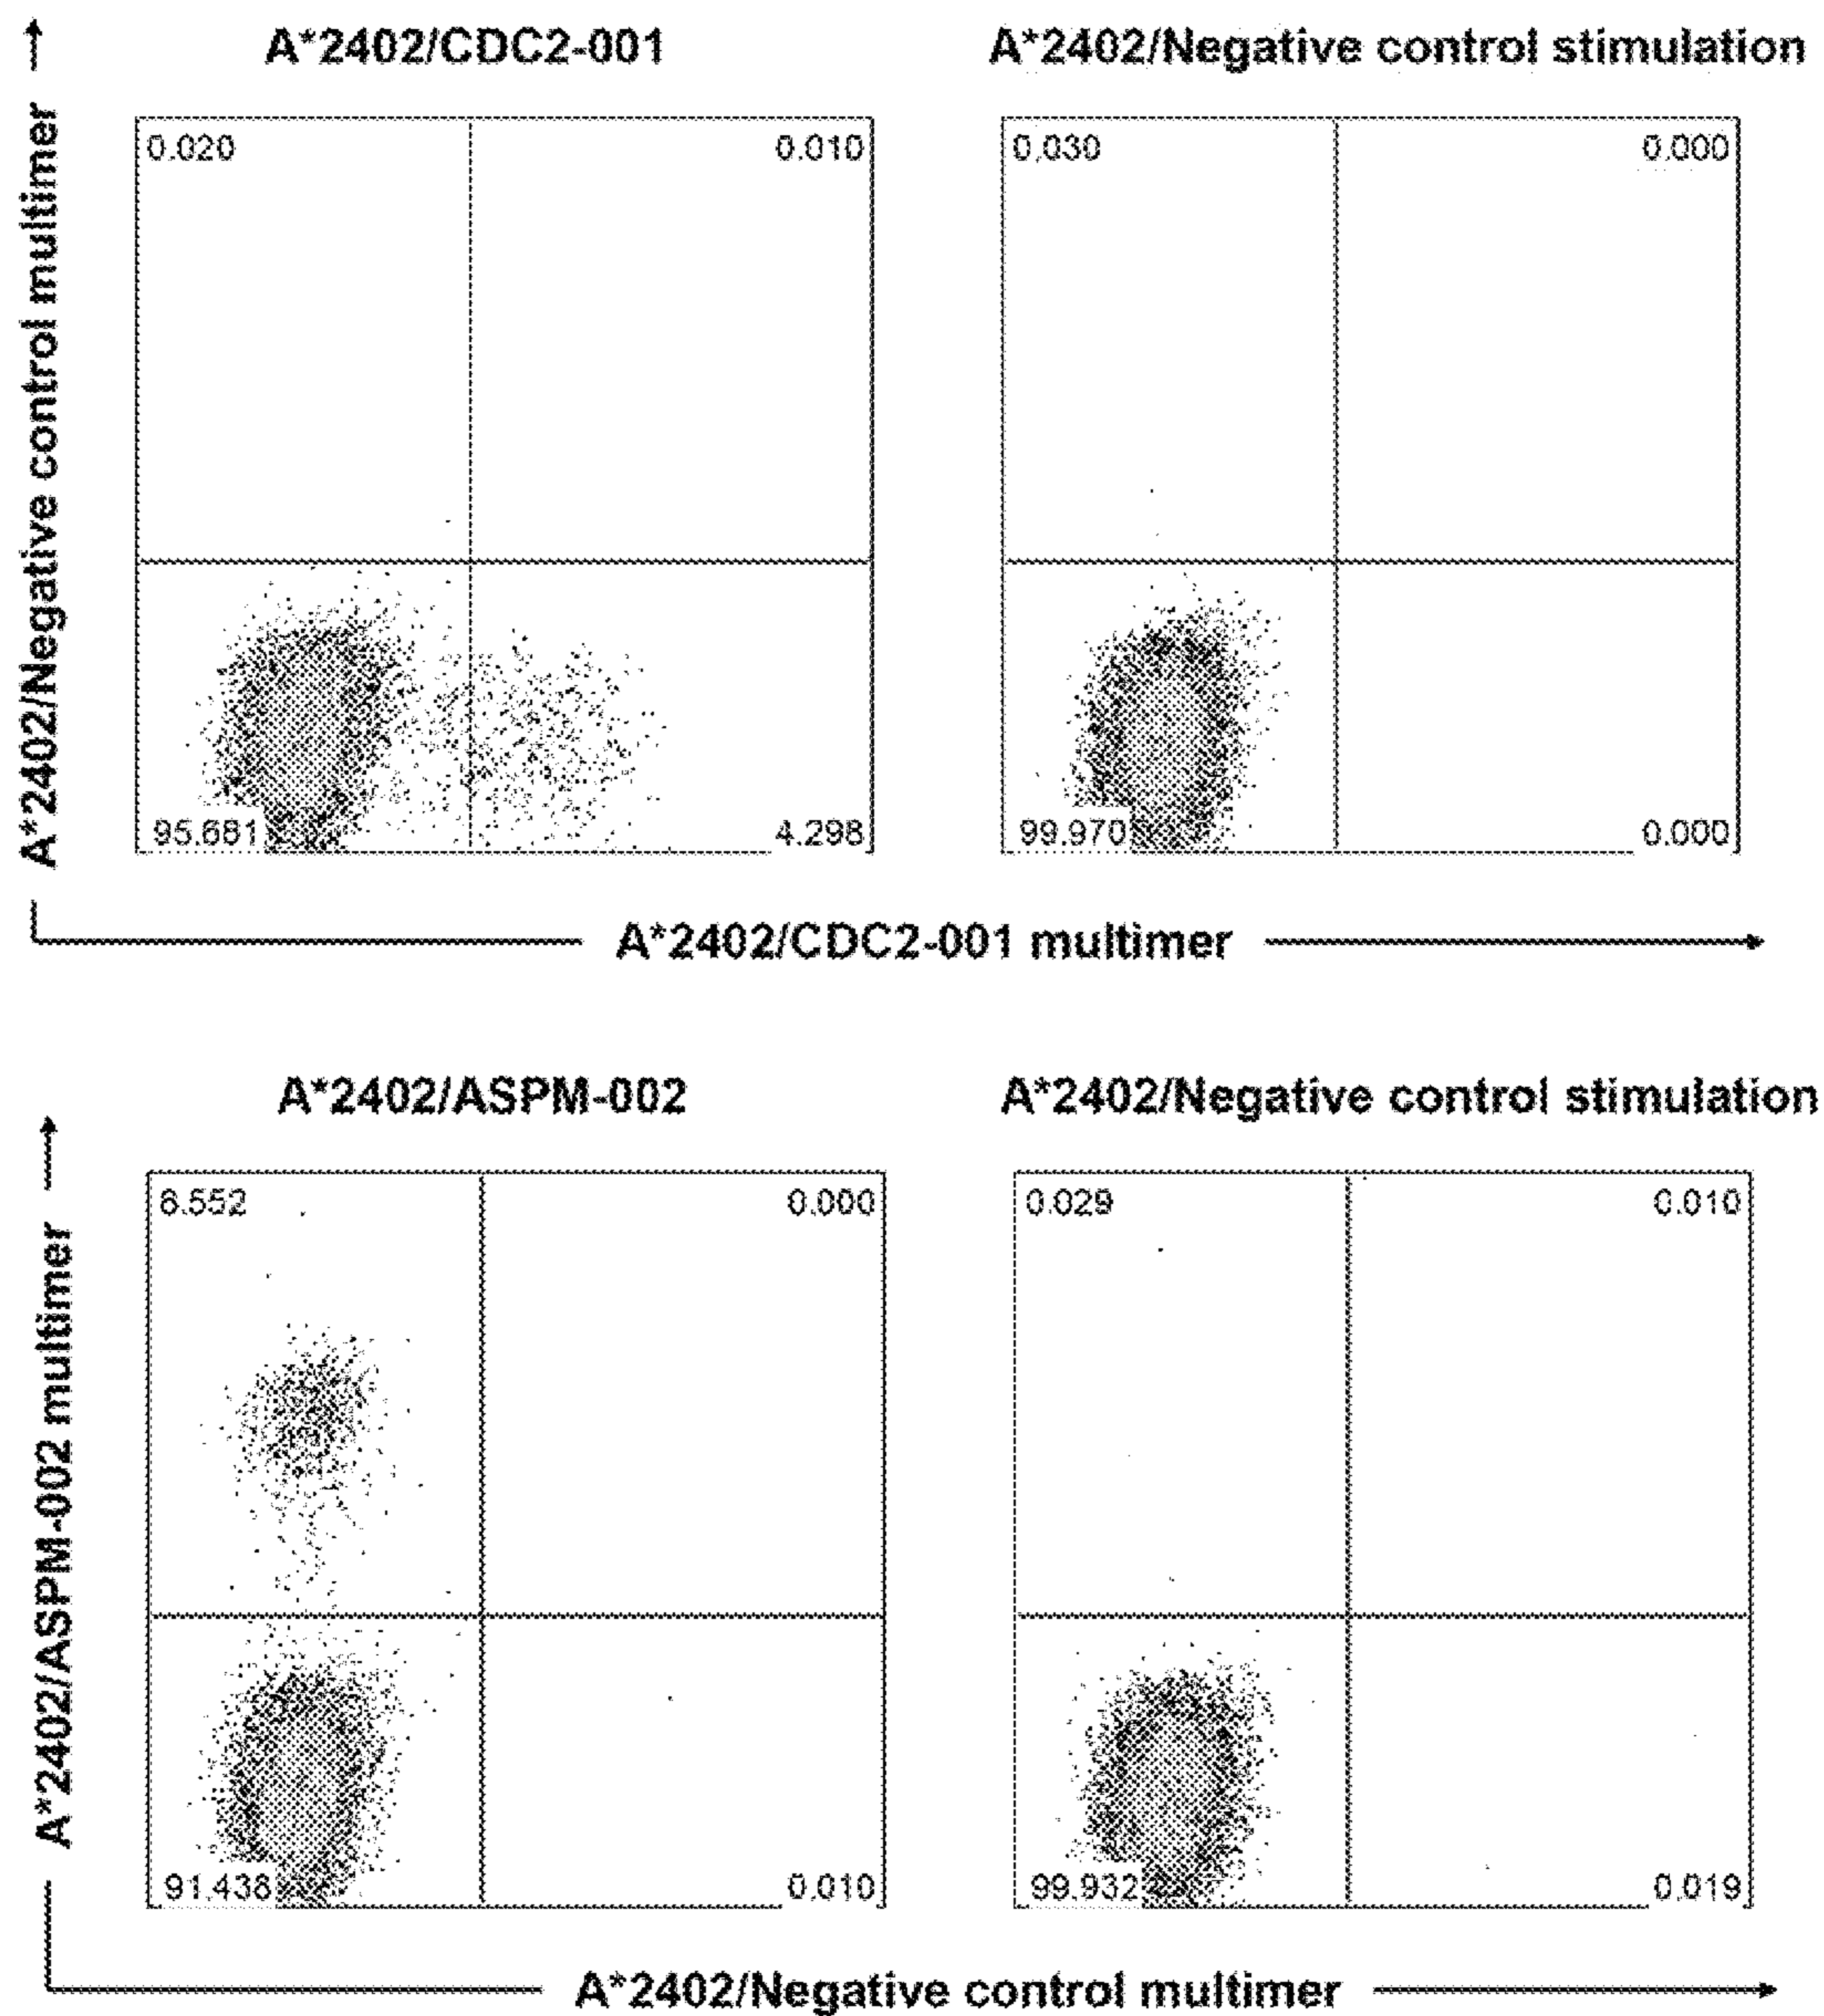 A*2402/CDC2-001
A*2402/Negative control stimulation
A*2402/Negative control multimer
0.020
0.010
95.681
4.298
0.030
0.000
99.970
0.000
A*2402/CDC2-001 multimer
A*2402/ASPM-002
A*2402/Negative control stimulation
A*2402/ASPM-002 multimer
8.552
0.000
91.438
0.010
0.029
0.010
99.932
0.019
A*2402/Negative control multimer